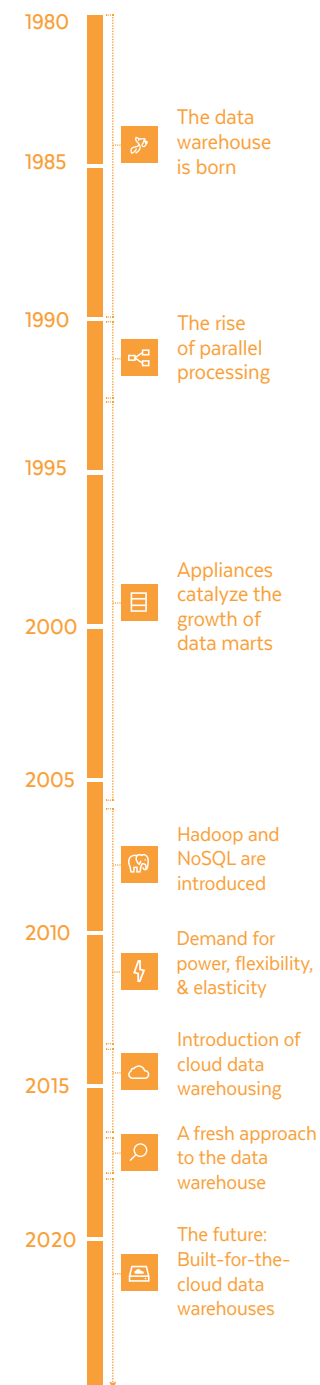 1980
The data
warehouse
is born
1985
1990
The rise
of parallel
processing
1995
Appliances
catalyze the
growth of
data marts
2000
2005
Hadoop and
NoSQL are
introduced
2010
Demand for
power, flexibility,
& elasticity
Introduction of
cloud data
warehousing
2015
A fresh approach
to the data
warehouse
2020
The future:
Built-for-the-
cloud data
warehouses